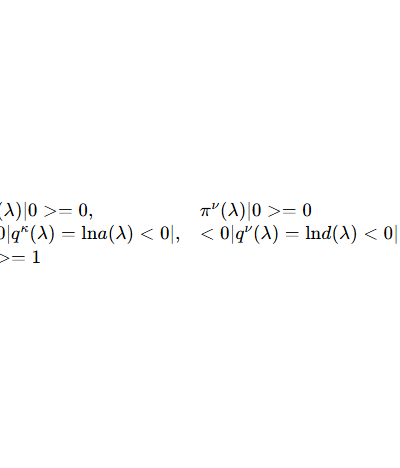 (λ)|0 >= 0, π^ν(λ)|0 >= 0
0|q^κ(λ) = lna(λ) < 0|, < 0|q^ν(λ) = lnd(λ) < 0|
>= 1